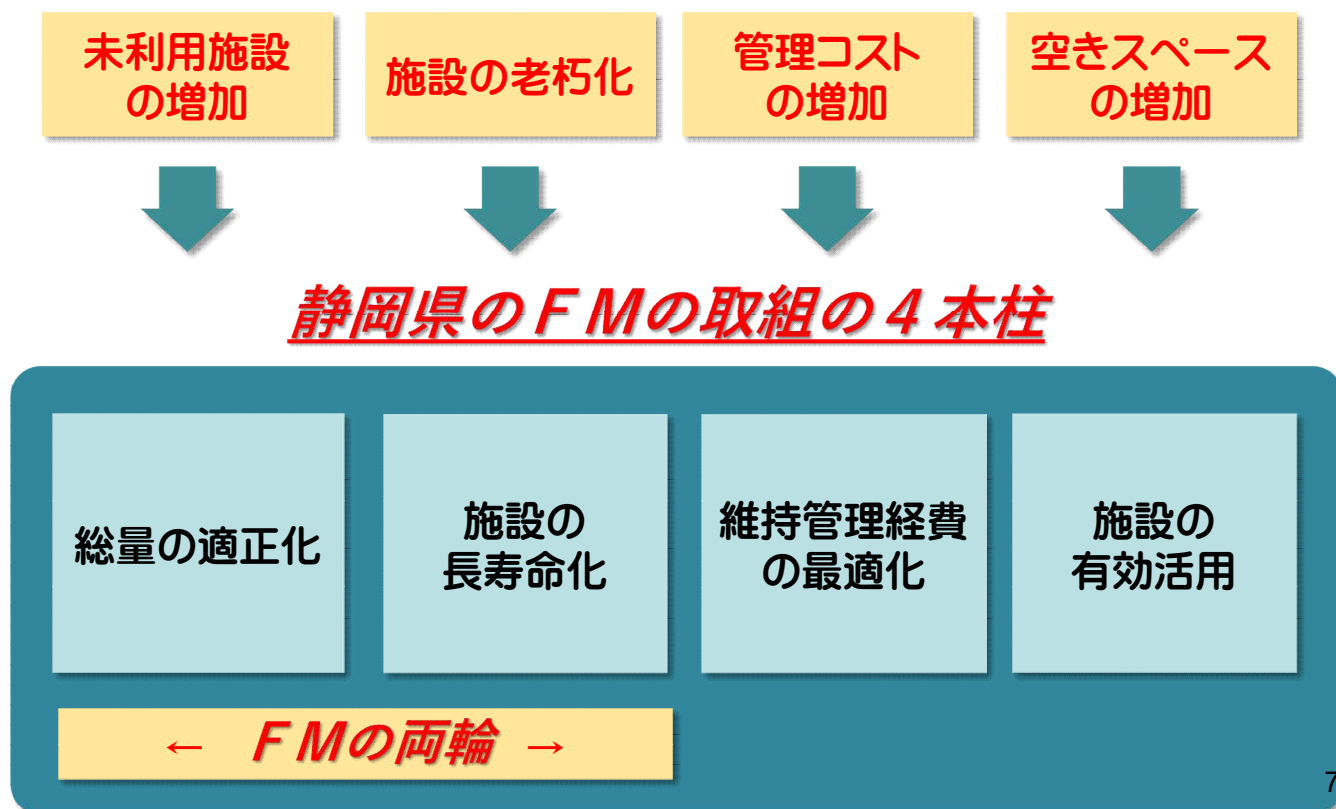 未利用施設
の増加
施設の老朽化
管理コスト
の増加
空きスペース
の増加
静岡県のＦＭの取組の４本柱
総量の適正化
施設の
長寿命化
維持管理経費
の最適化
施設の
有効活用
← ＦＭの両輪 →
7